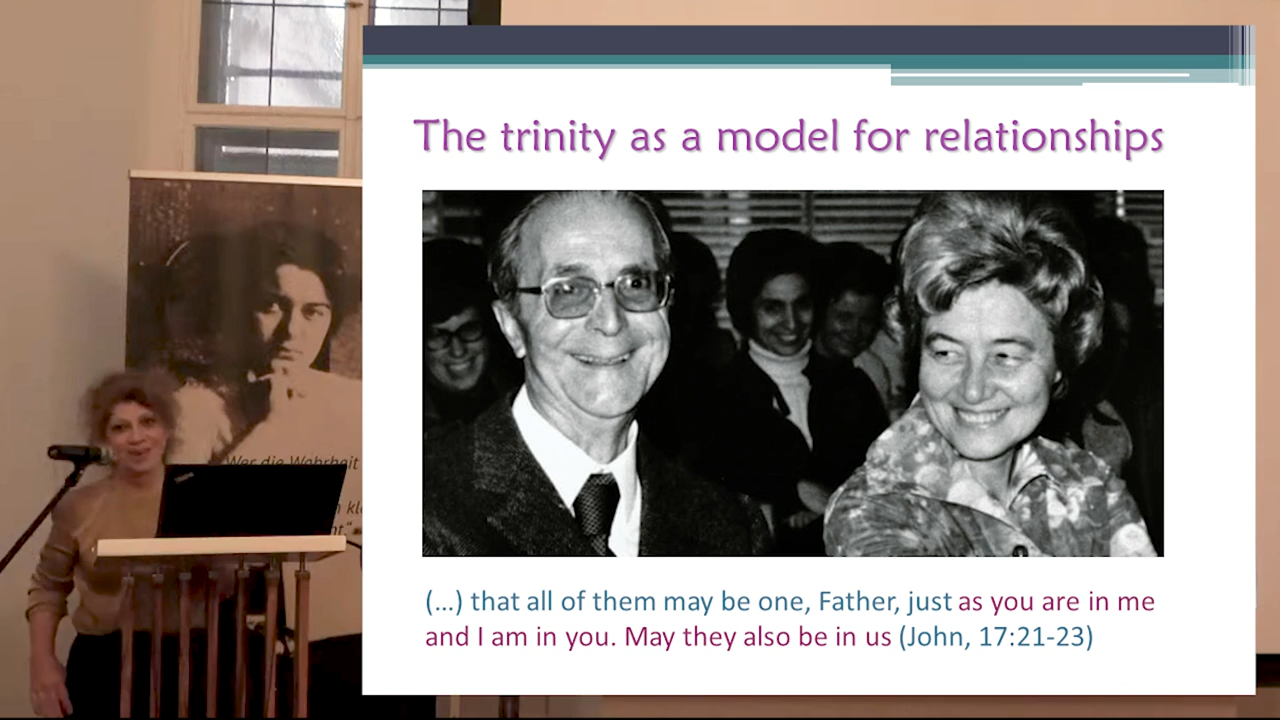 The trinity as a model for relationships
(...) that all of them may be one, Father, just as you are in me
and I am in you. May they also be in us (John, 17:21-23)
Wer die Wahrheit